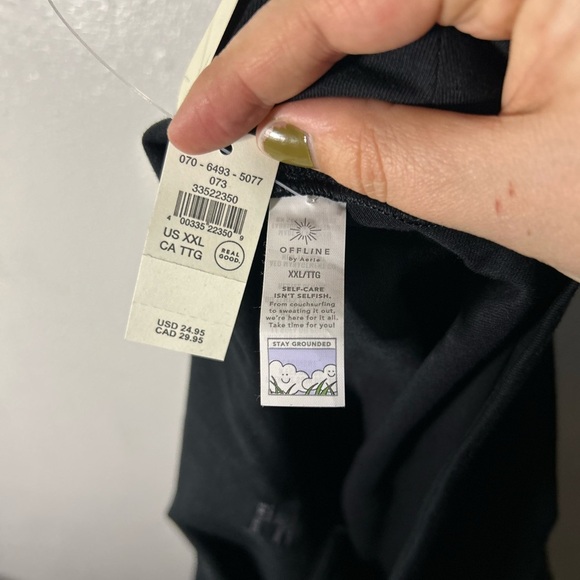 070 - 6493 - 5077
073
33522350
4 00335 22350 9
US XXL
CA TTG
REAL
GOOD.
USD 24.95
CAD 29.95
OFFLINE
by Aerie
XXL/TTG
SELF-CARE
ISN'T SELFISH.
From couchsurfing
to sweating it out,
we're here for it all.
Take time for you!
STAY GROUNDED